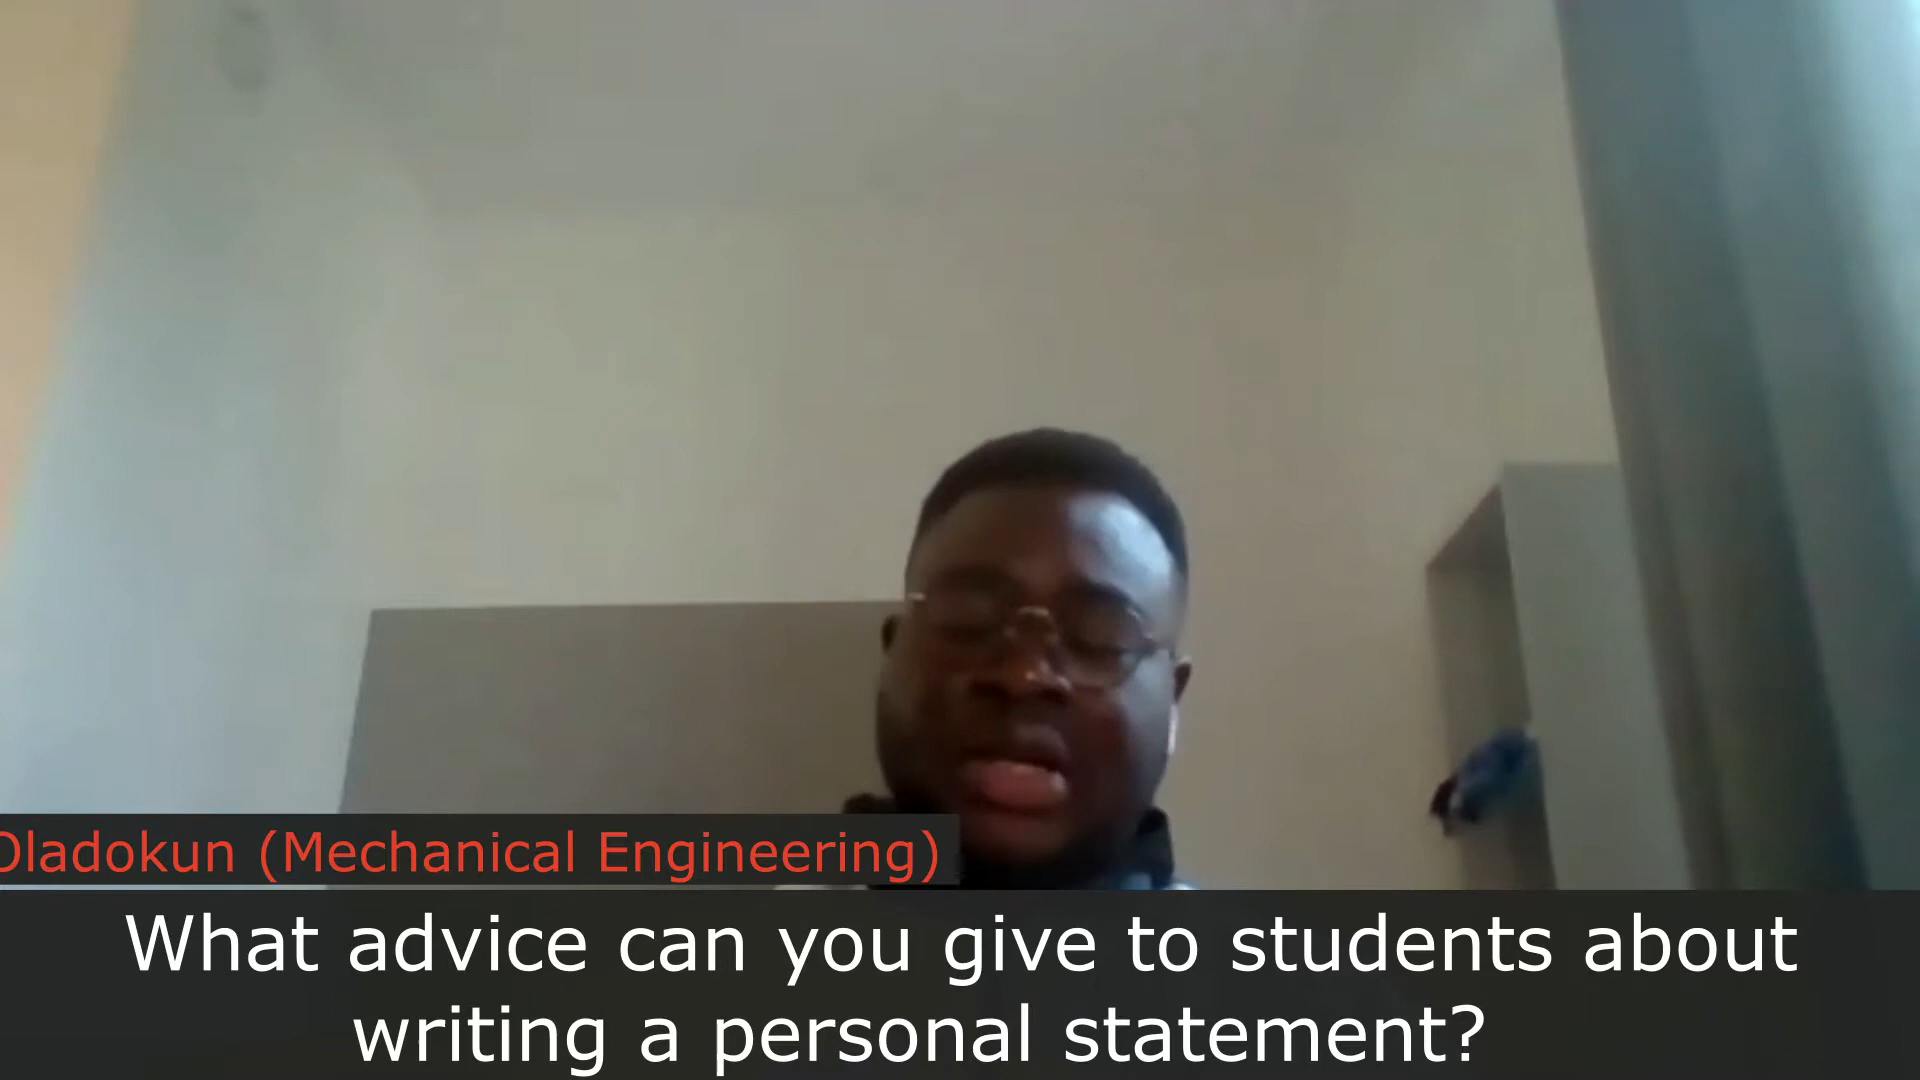 Oladokun (Mechanical Engineering)
What advice can you give to students about
writing a personal statement?